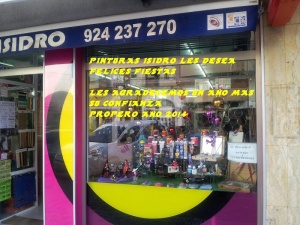 ISIDRO 924 237 270
PINTURAS ISIDRO LES DESEA
FELICES FIESTAS
LES AGRADECEMOS UN AÑO MAS
SU CONFIANZA
PROPERO AÑO 2014